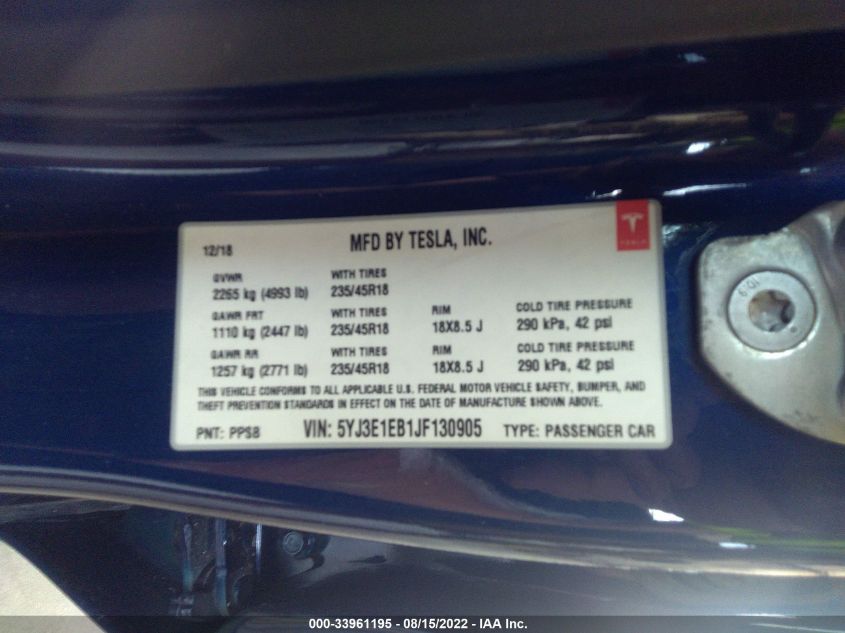 12/18
MFD BY TESLA, INC.
TESLA
GVWR WITH TIRES
2265 kg (4993 lb) 235/45R18
GAWR FRT WITH TIRES RIM COLD TIRE PRESSURE
1110 kg (2447 lb) 235/45R18 18X8.5 J 290 kPa, 42 psi
GAWR RR WITH TIRES RIM COLD TIRE PRESSURE
1257 kg (2771 lb) 235/45R18 18X8.5 J 290 kPa, 42 psi
THIS VEHICLE CONFORMS TO ALL APPLICABLE U.S. FEDERAL MOTOR VEHICLE SAFETY, BUMPER, AND
THEFT PREVENTION STANDARDS IN EFFECT ON THE DATE OF MANUFACTURE SHOWN ABOVE.
PNT: PPSB VIN: 5YJ3E1EB1JF130905 TYPE: PASSENGER CAR
10.9
000-33961195 - 08/15/2022 - IAA Inc.